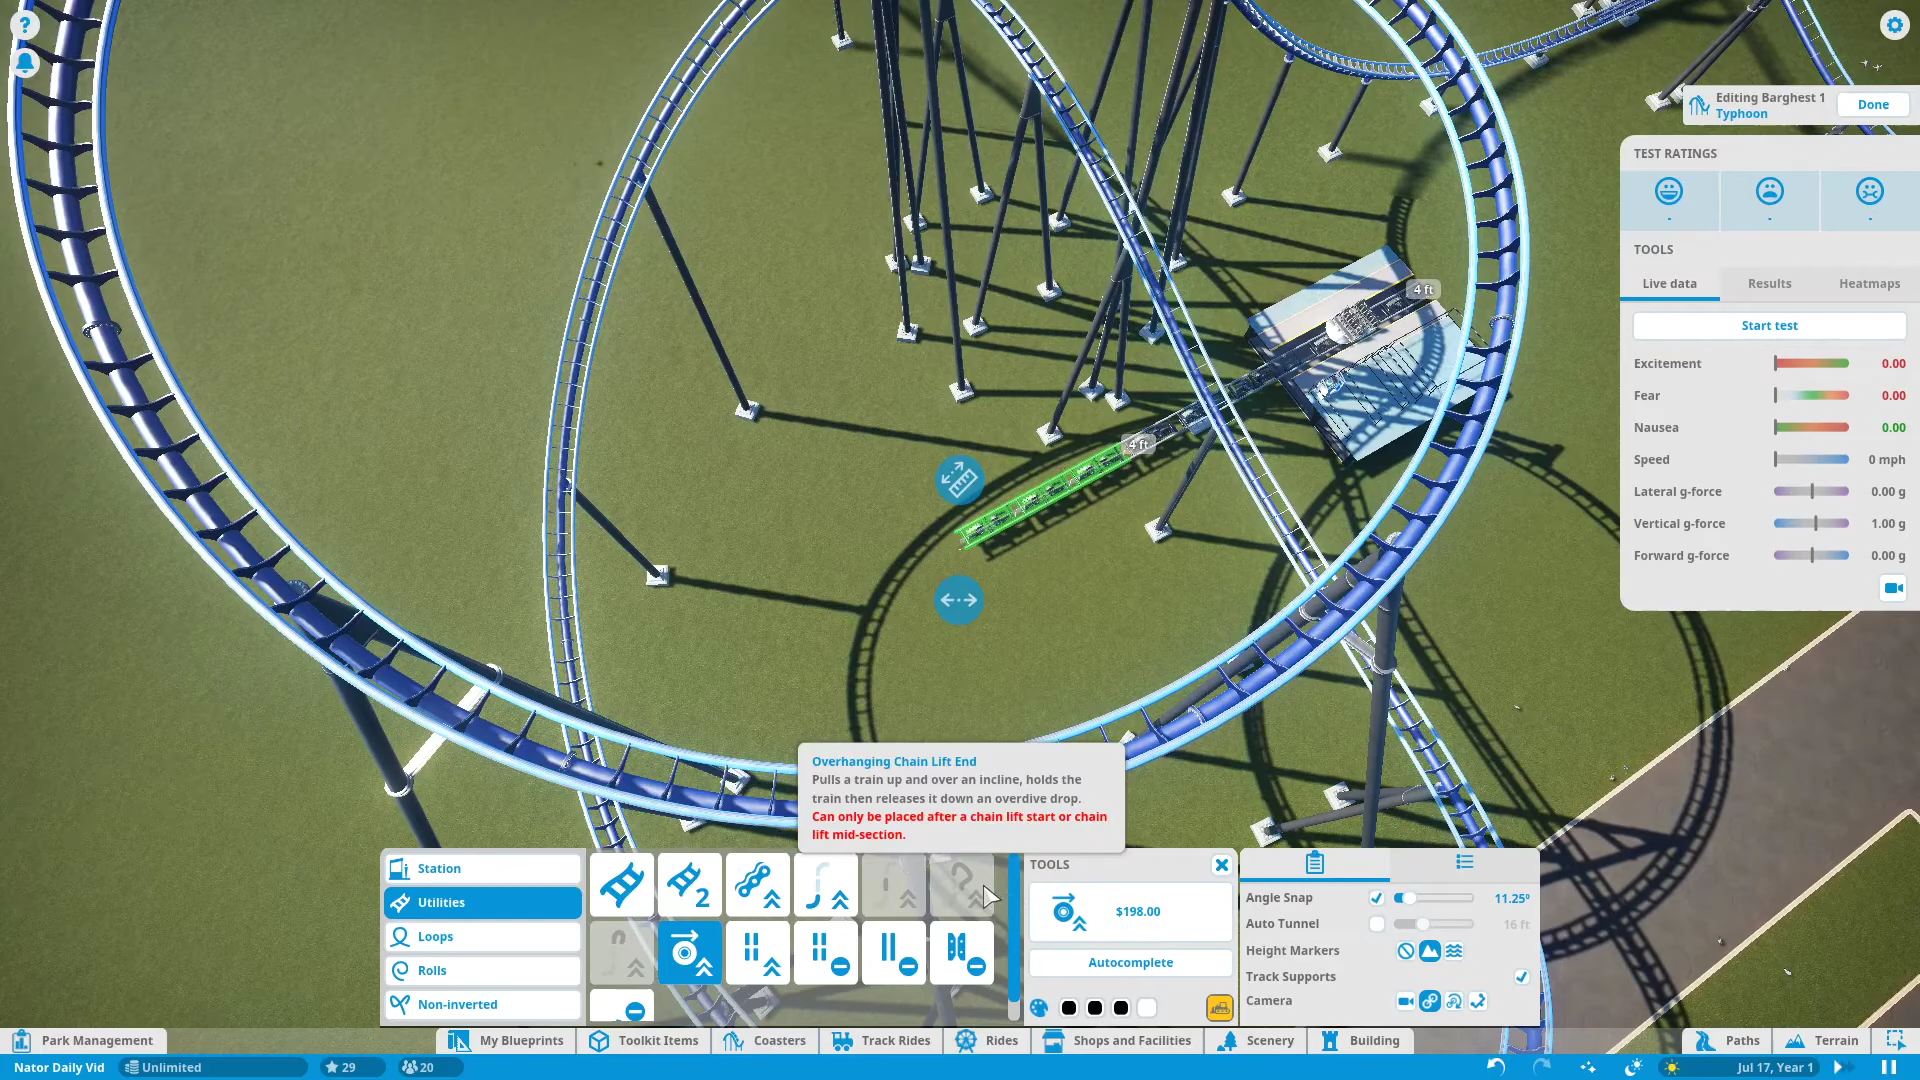 ?
Editing Barghest 1
Typhoon
Done
TEST RATINGS
-
-
-
TOOLS
Live data
Results
Heatmaps
Start test
Excitement
0.00
Fear
0.00
Nausea
0.00
Speed
0 mph
Lateral g-force
0.00 g
Vertical g-force
1.00 g
Forward g-force
0.00 g
4 ft
4 ft
Overhanging Chain Lift End
Pulls a train up and over an incline, holds the
train then releases it down an overdive drop.
Can only be placed after a chain lift start or chain
lift mid-section.
Station
Utilities
Loops
Rolls
Non-inverted
2
TOOLS
$198.00
Autocomplete
Angle Snap
11.25°
Auto Tunnel
16 ft
Height Markers
Track Supports
Camera
Park Management
My Blueprints
Toolkit Items
Coasters
Track Rides
Rides
Shops and Facilities
Scenery
Building
Paths
Terrain
Nator Daily Vid
Unlimited
29
20
Jul 17, Year 1